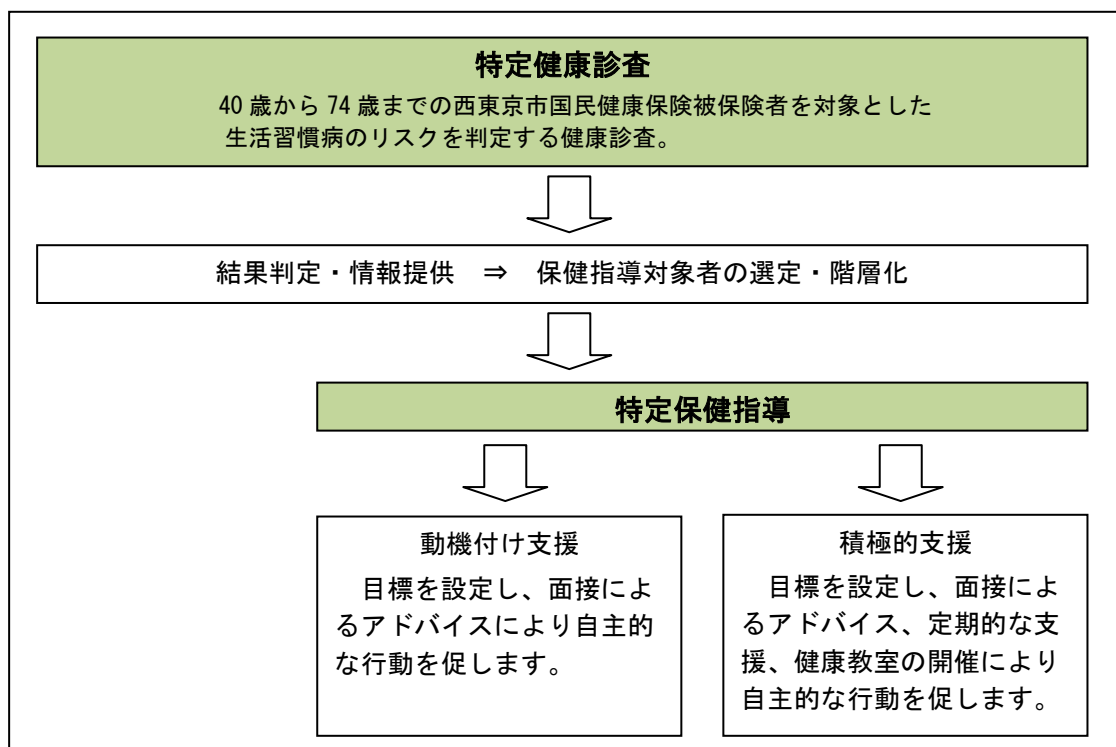 特定健康診査
40歳から74歳までの西東京市国民健康保険被保険者を対象とした
生活習慣病のリスクを判定する健康診査。
結果判定・情報提供　⇒　保健指導対象者の選定・階層化
特定保健指導
動機付け支援
目標を設定し、面接によ
るアドバイスにより自主的
な行動を促します。
積極的支援
目標を設定し、面接によ
るアドバイス、定期的な支
援、健康教室の開催により
自主的な行動を促します。